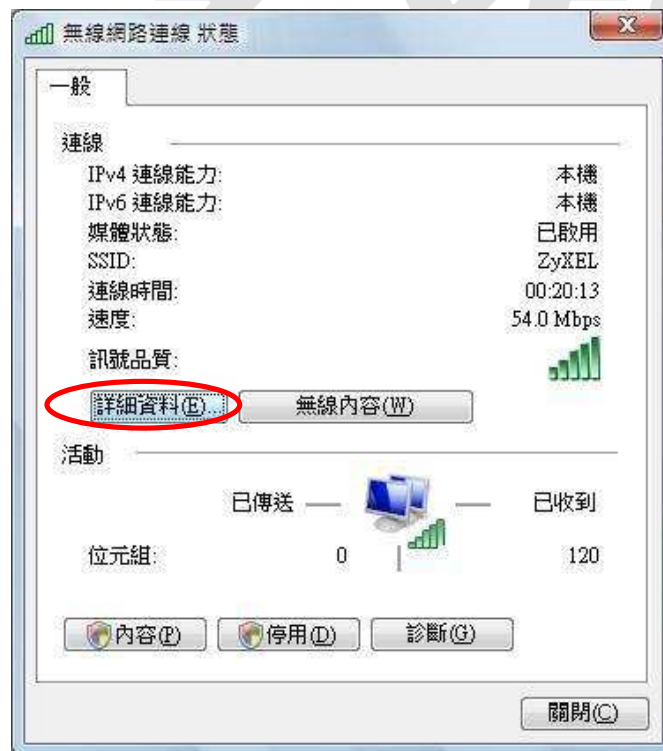 無線網路連線 狀態
一般
連線
IPv4 連線能力: 本機
IPv6 連線能力: 本機
媒體狀態: 已啟用
SSID: ZyXEL
連線時間: 00:20:13
速度: 54.0 Mbps
訊號品質:
詳細資料(E)... 無線內容(W)
活動
已傳送 已收到
位元組: 0 120
內容(P) 停用(D) 診斷(G)
關閉(C)